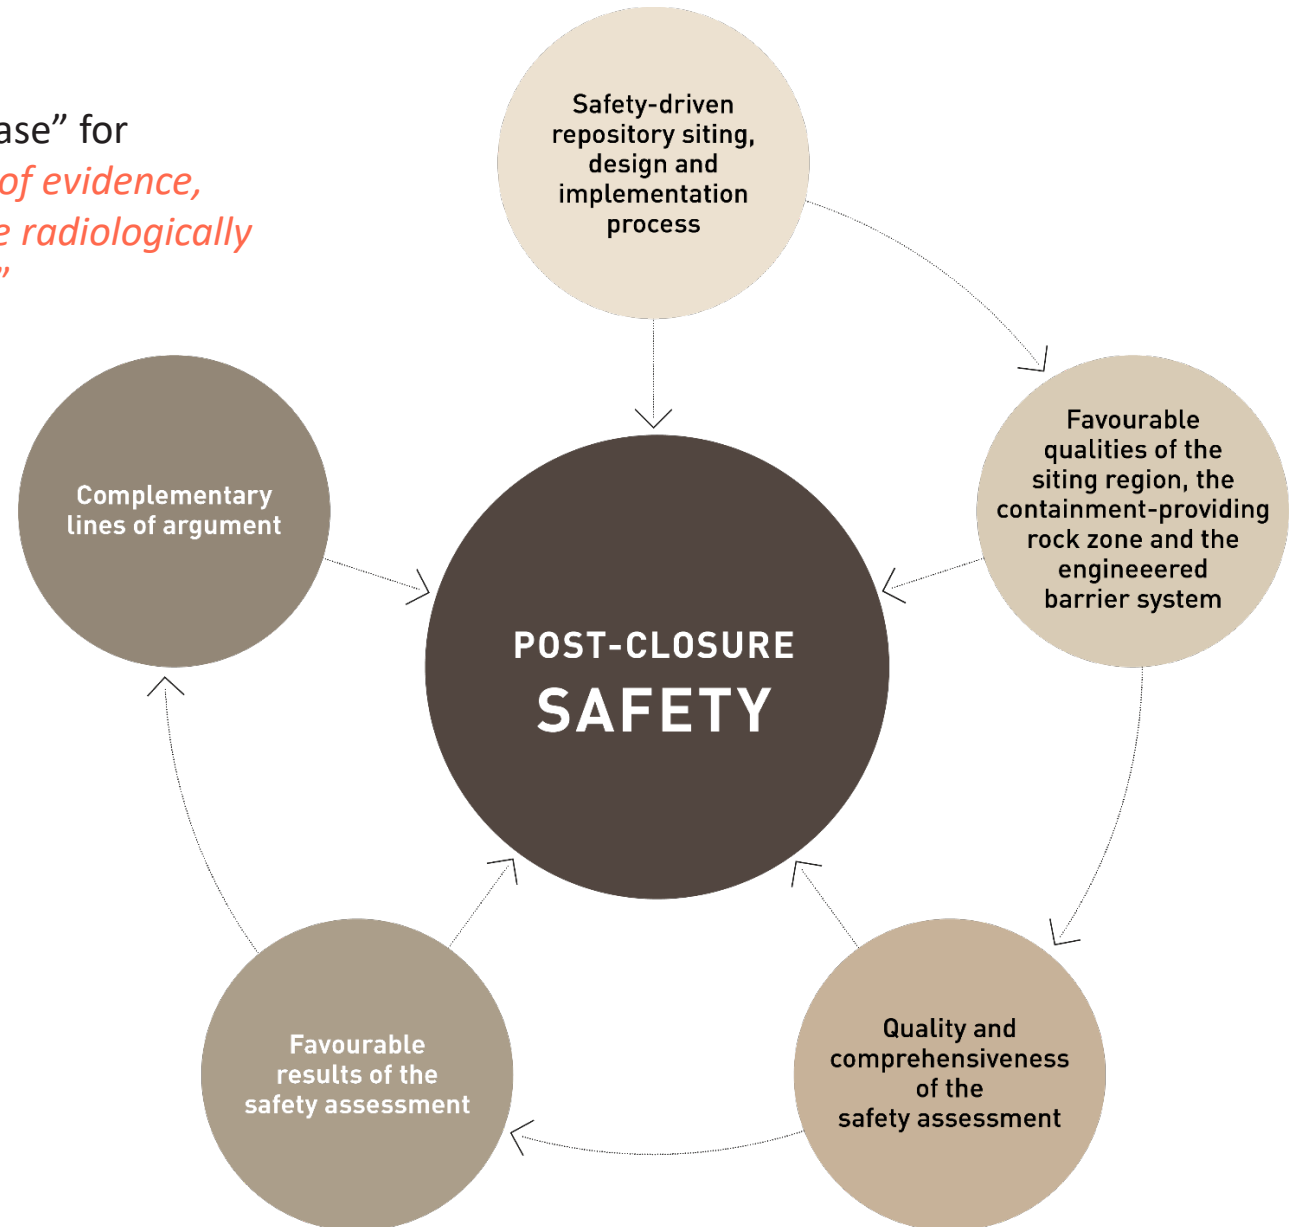 ase” for
of evidence,
e radiologically
”
Safety-driven
repository siting,
design and
implementation
process
Favourable
qualities of the
siting region, the
containment-providing
rock zone and the
engineeered
barrier system
Complementary
lines of argument
POST-CLOSURE
SAFETY
Favourable
results of the
safety assessment
Quality and
comprehensiveness
of the
safety assessment